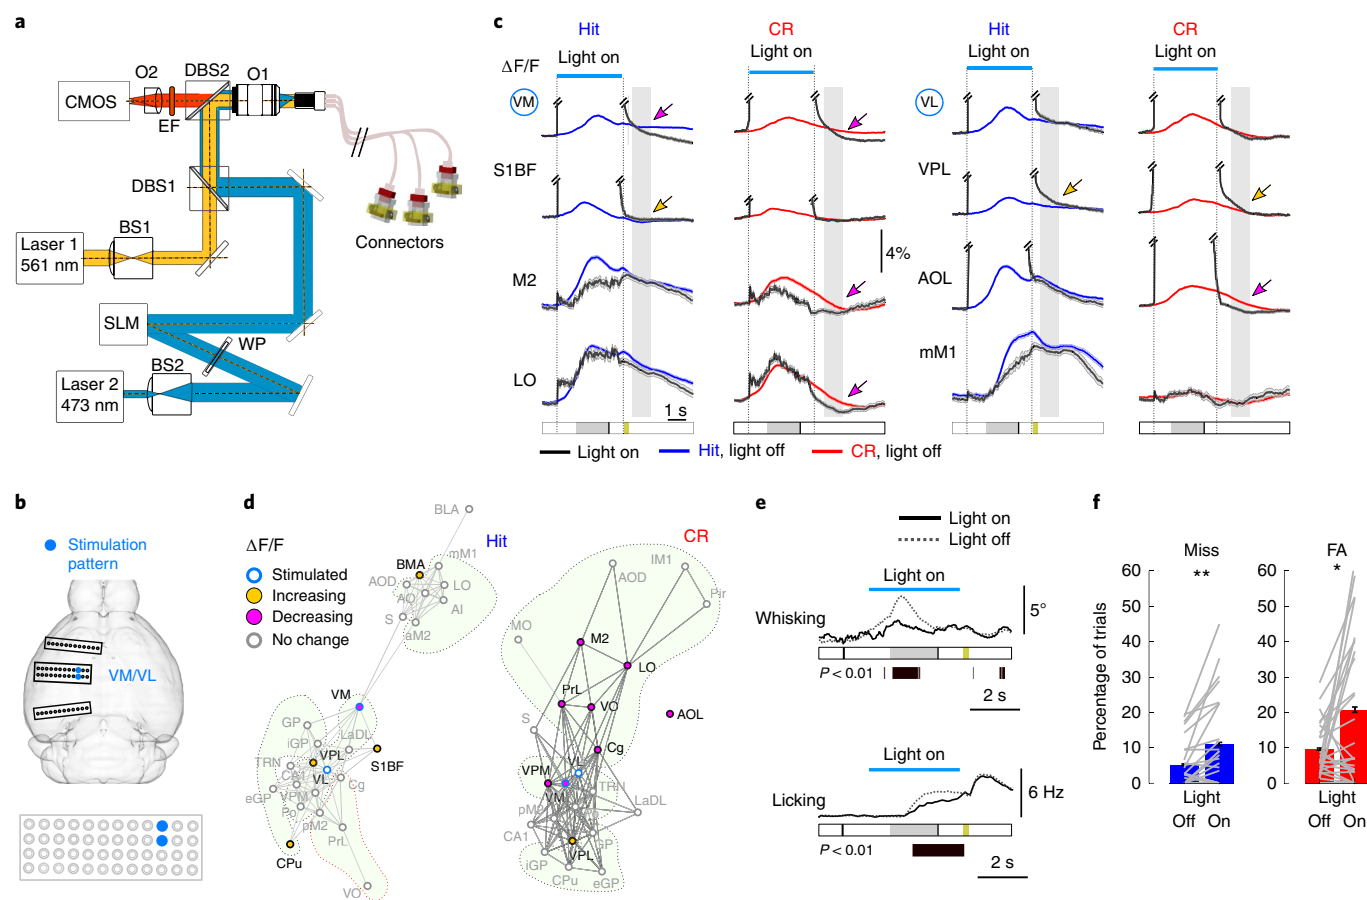 a
O2
DBS2
O1
CMOS
EF
DBS1
BS1
Laser 1
561 nm
Connectors
SLM
WP
BS2
Laser 2
473 nm
b
Stimulation
pattern
VM/VL
c
Hit
CR
Hit
CR
Light on
Light on
Light on
Light on
ΔF/F
VM
VL
S1BF
VPL
4%
M2
AOL
mM1
LO
1 s
Light on
Hit, light off
CR, light off
d
ΔF/F
Stimulated
Increasing
Decreasing
No change
Hit
BLA
BMA
mM1
AOD
LO
AO
AI
S
aM2
VM
GP
iGP
LaDL
TRN
VPL
S1BF
CA1
VL
Cg
eGP
VPM
Po
pM2
PrL
CPu
VO
CR
AOD
IM1
Pir
MO
M2
LO
PrL
VO
AOL
S
Cg
VL
VPM
VM
TRN
LaDL
pM2
CA1
GP
VPL
iGP
CPu
eGP
e
Light on
Light off
Light on
Whisking
5°
P < 0.01
2 s
Light on
Licking
6 Hz
P < 0.01
2 s
f
Miss
FA
**
*
Percentage of trials
60
50
40
30
20
10
0
60
50
40
30
20
10
0
Light
Off On
Light
Off On